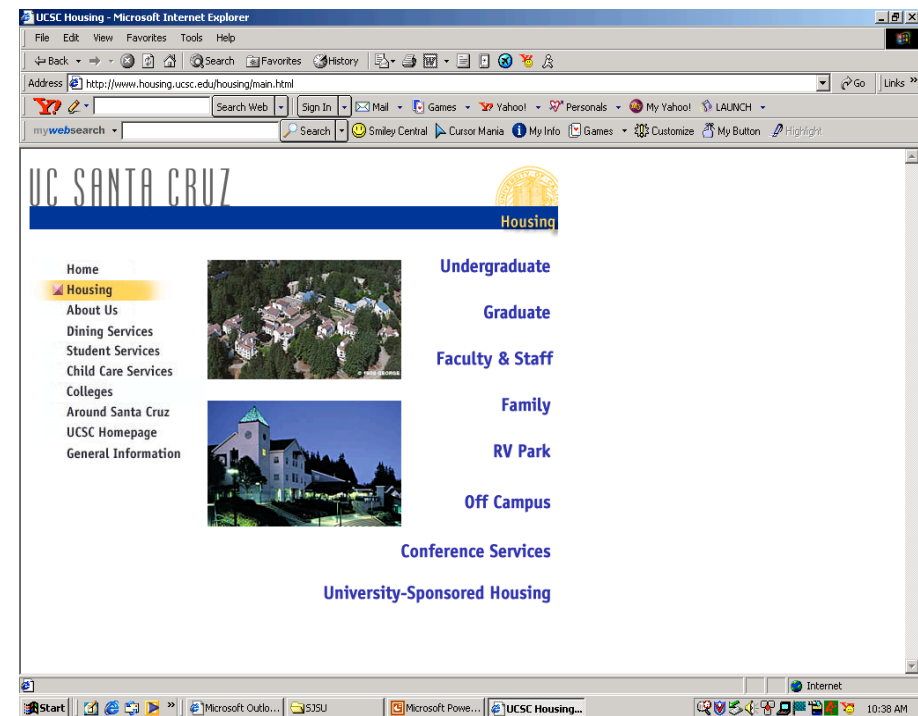 UCSC Housing - Microsoft Internet Explorer
File Edit View Favorites Tools Help
Back Search Favorites History
Address http://www.housing.ucsc.edu/housing/main.html Go Links »
Y! Search Web Sign In Mail Games Yahoo! Personals My Yahoo! LAUNCH
mywebsearch Search Smiley Central Cursor Mania My Info Games Customize My Button Highlight
UC SANTA CRUZ
Housing
Home
Housing
About Us
Dining Services
Student Services
Child Care Services
Colleges
Around Santa Cruz
UCSC Homepage
General Information
Undergraduate
Graduate
Faculty & Staff
Family
RV Park
Off Campus
Conference Services
University-Sponsored Housing
Internet
Start » Microsoft Outlo... SJSU Microsoft Powe... UCSC Housing... 10:38 AM